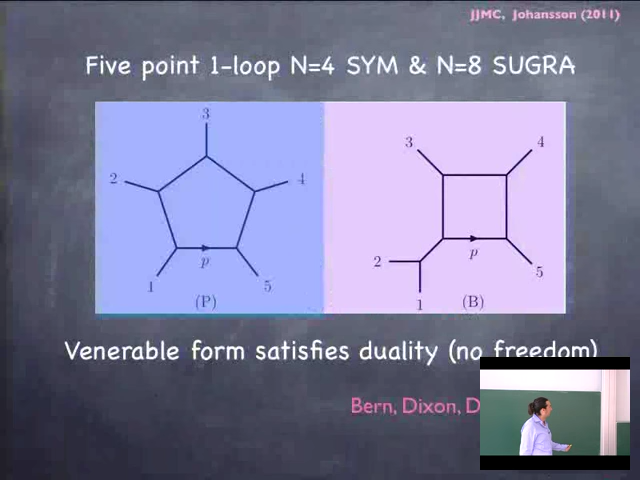 JJMC, Johansson (2011)
Five point 1-loop N=4 SYM & N=8 SUGRA
3
2
4
p
1
5
(P)
3
4
2
p
5
1
(B)
Venerable form satisfies duality (no freedom)
Bern, Dixon, D